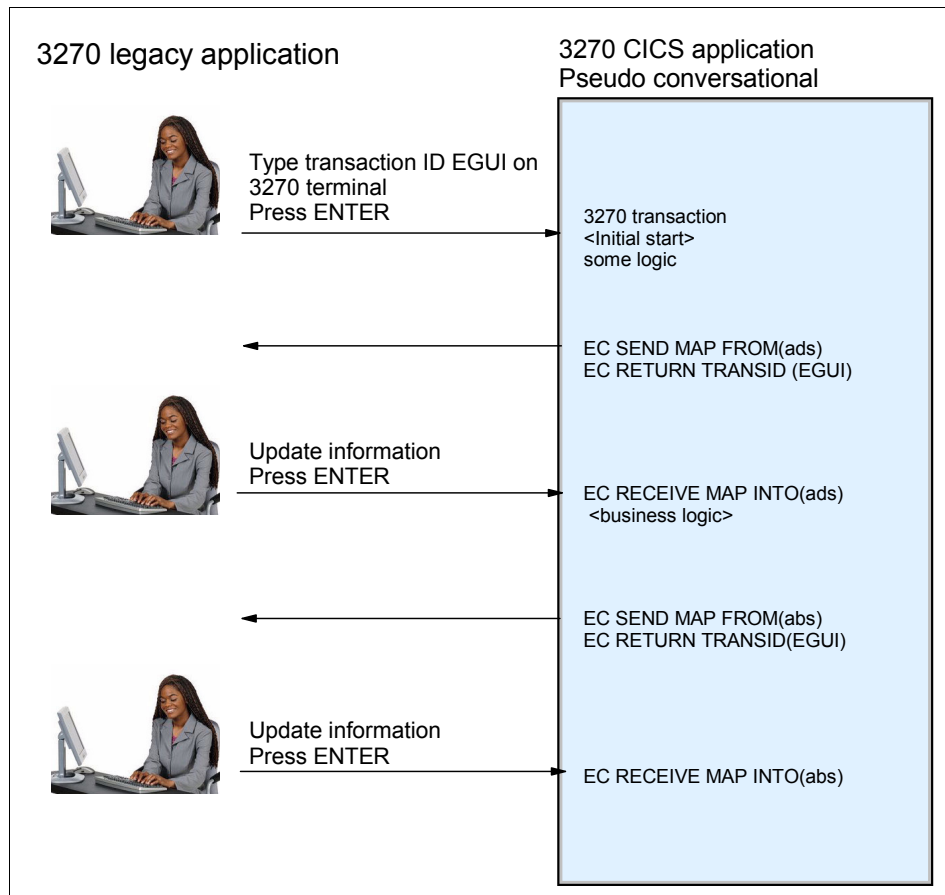 3270 legacy application
3270 CICS application
Pseudo conversational
Type transaction ID EGUI on
3270 terminal
Press ENTER
3270 transaction
<Initial start>
some logic
EC SEND MAP FROM(ads)
EC RETURN TRANSID (EGUI)
Update information
Press ENTER
EC RECEIVE MAP INTO(ads)
<business logic>
EC SEND MAP FROM(abs)
EC RETURN TRANSID(EGUI)
Update information
Press ENTER
EC RECEIVE MAP INTO(abs)